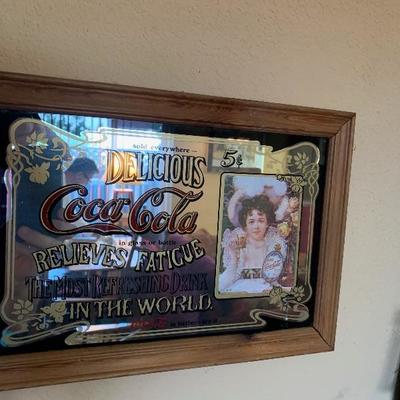 sold everywhere —
5¢
DELICIOUS
Coca-Cola
in glass or bottle
RELIEVES FATIGUE
THE MOST REFRESHING DRINK
IN THE WORLD.